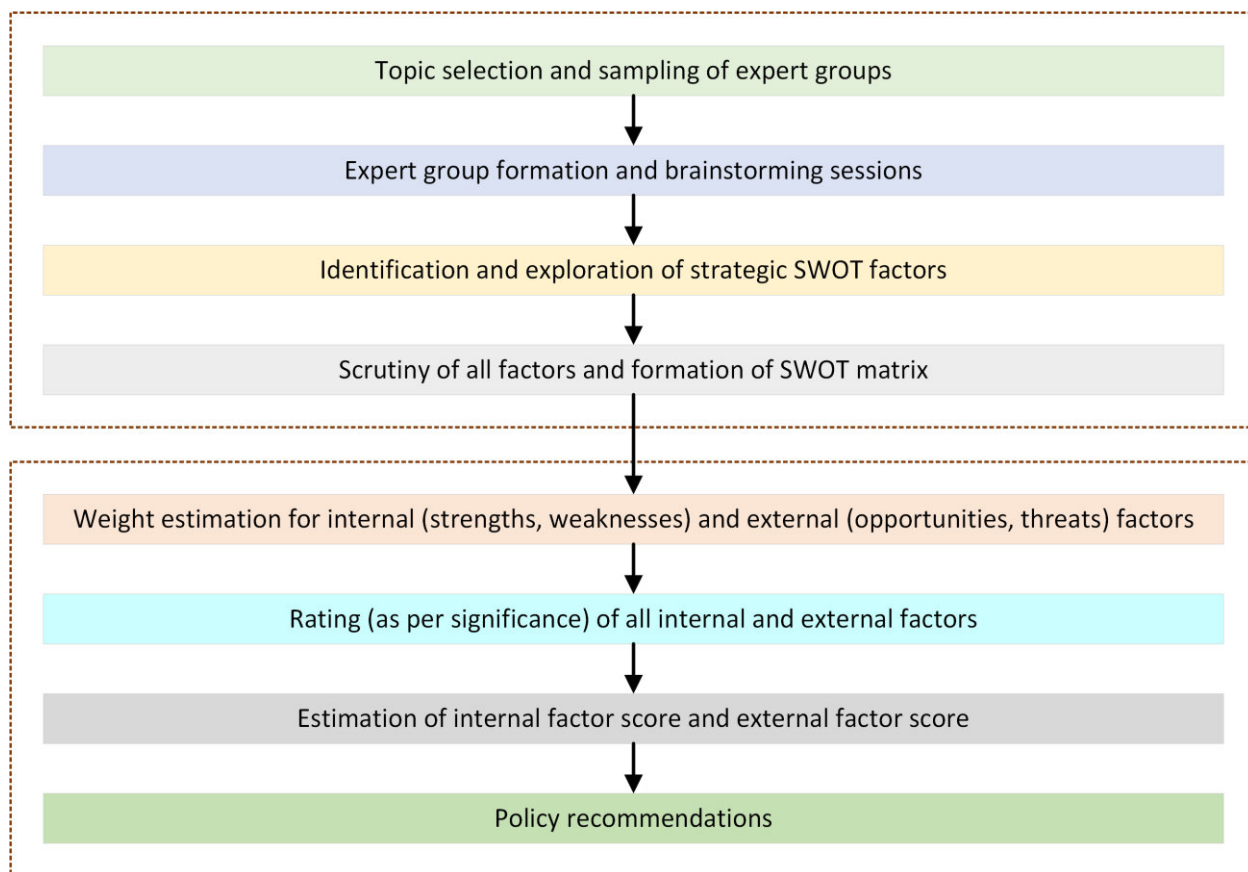 Topic selection and sampling of expert groups
Expert group formation and brainstorming sessions
Identification and exploration of strategic SWOT factors
Scrutiny of all factors and formation of SWOT matrix
Weight estimation for internal (strengths, weaknesses) and external (opportunities, threats) factors
Rating (as per significance) of all internal and external factors
Estimation of internal factor score and external factor score
Policy recommendations